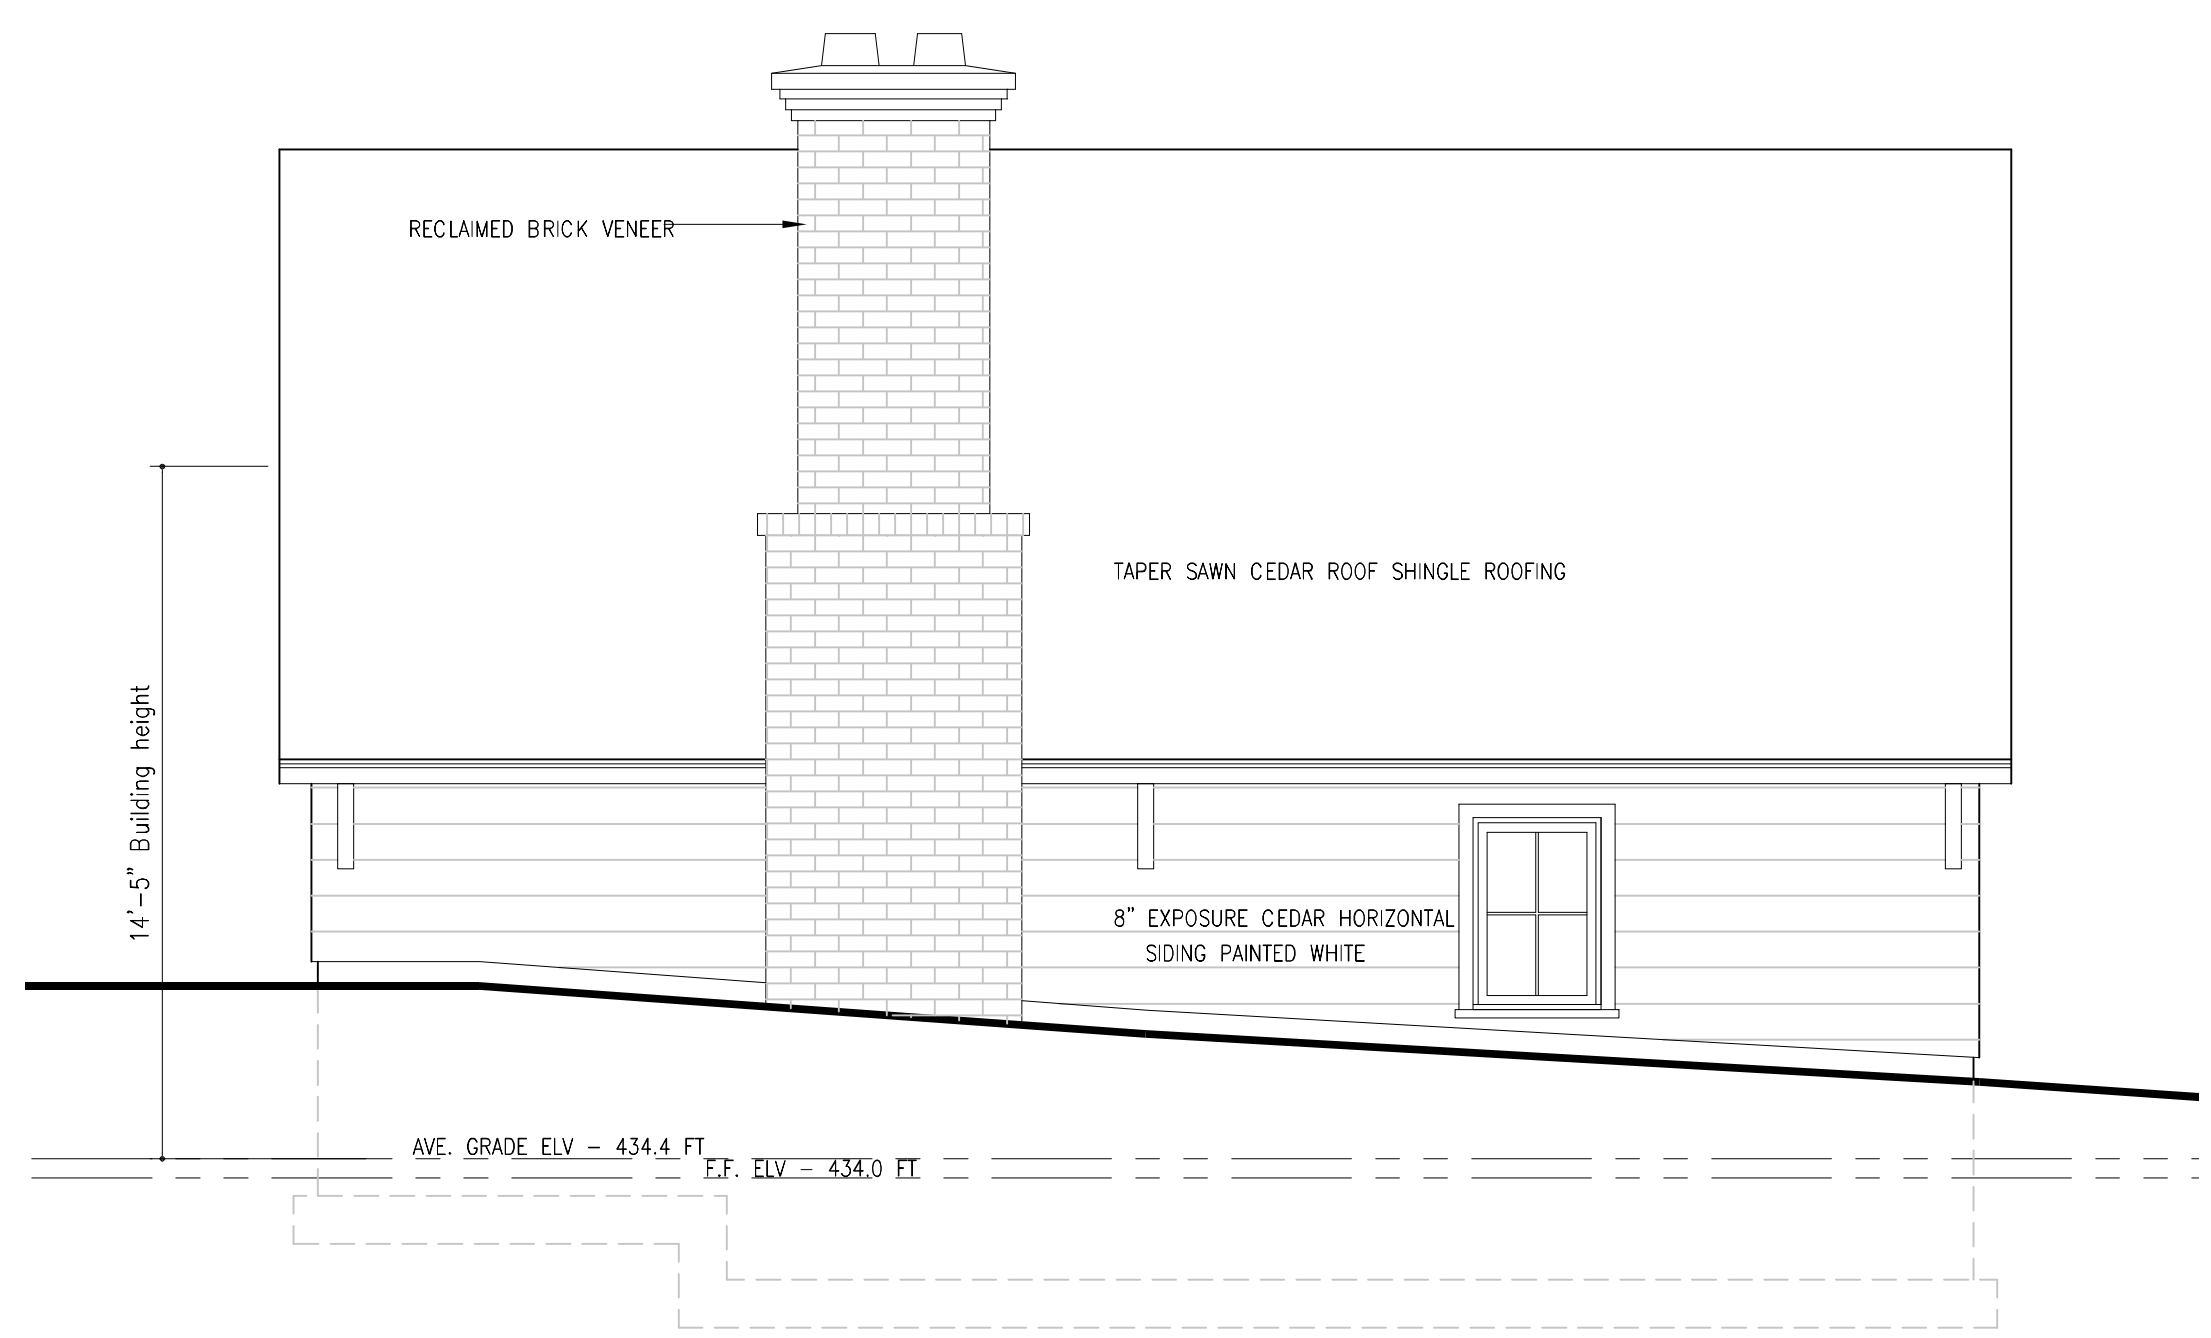 RECLAIMED BRICK VENEER
TAPER SAWN CEDAR ROOF SHINGLE ROOFING
14'-5" Building height
8" EXPOSURE CEDAR HORIZONTAL
SIDING PAINTED WHITE
AVE. GRADE ELV - 434.4 FT
F.F. ELV - 434.0 FT